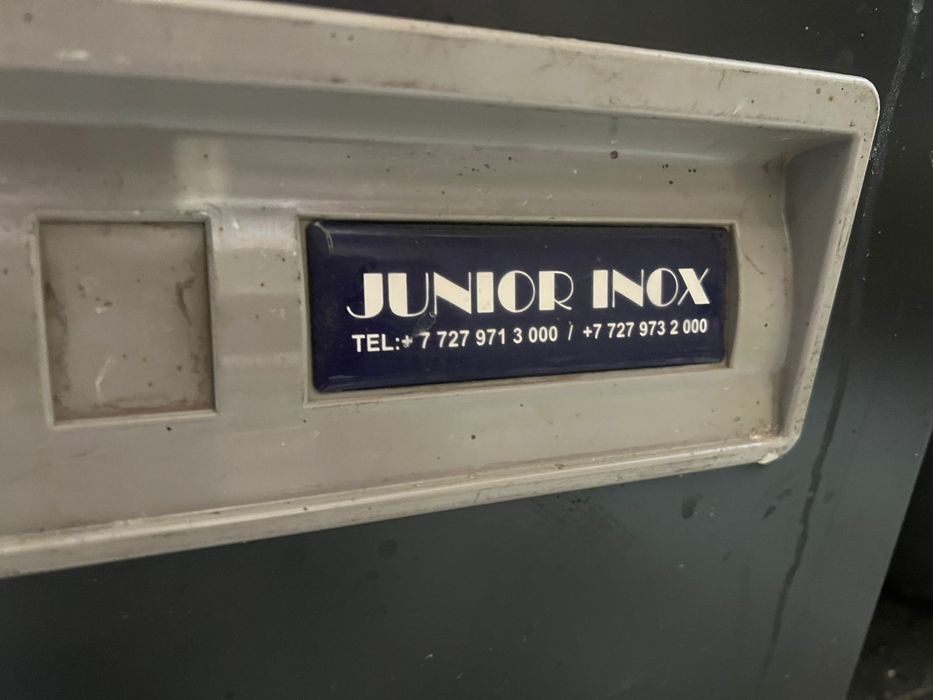 JUNIOR INOX
TEL:+ 7 727 971 3 000 / +7 727 973 2 000